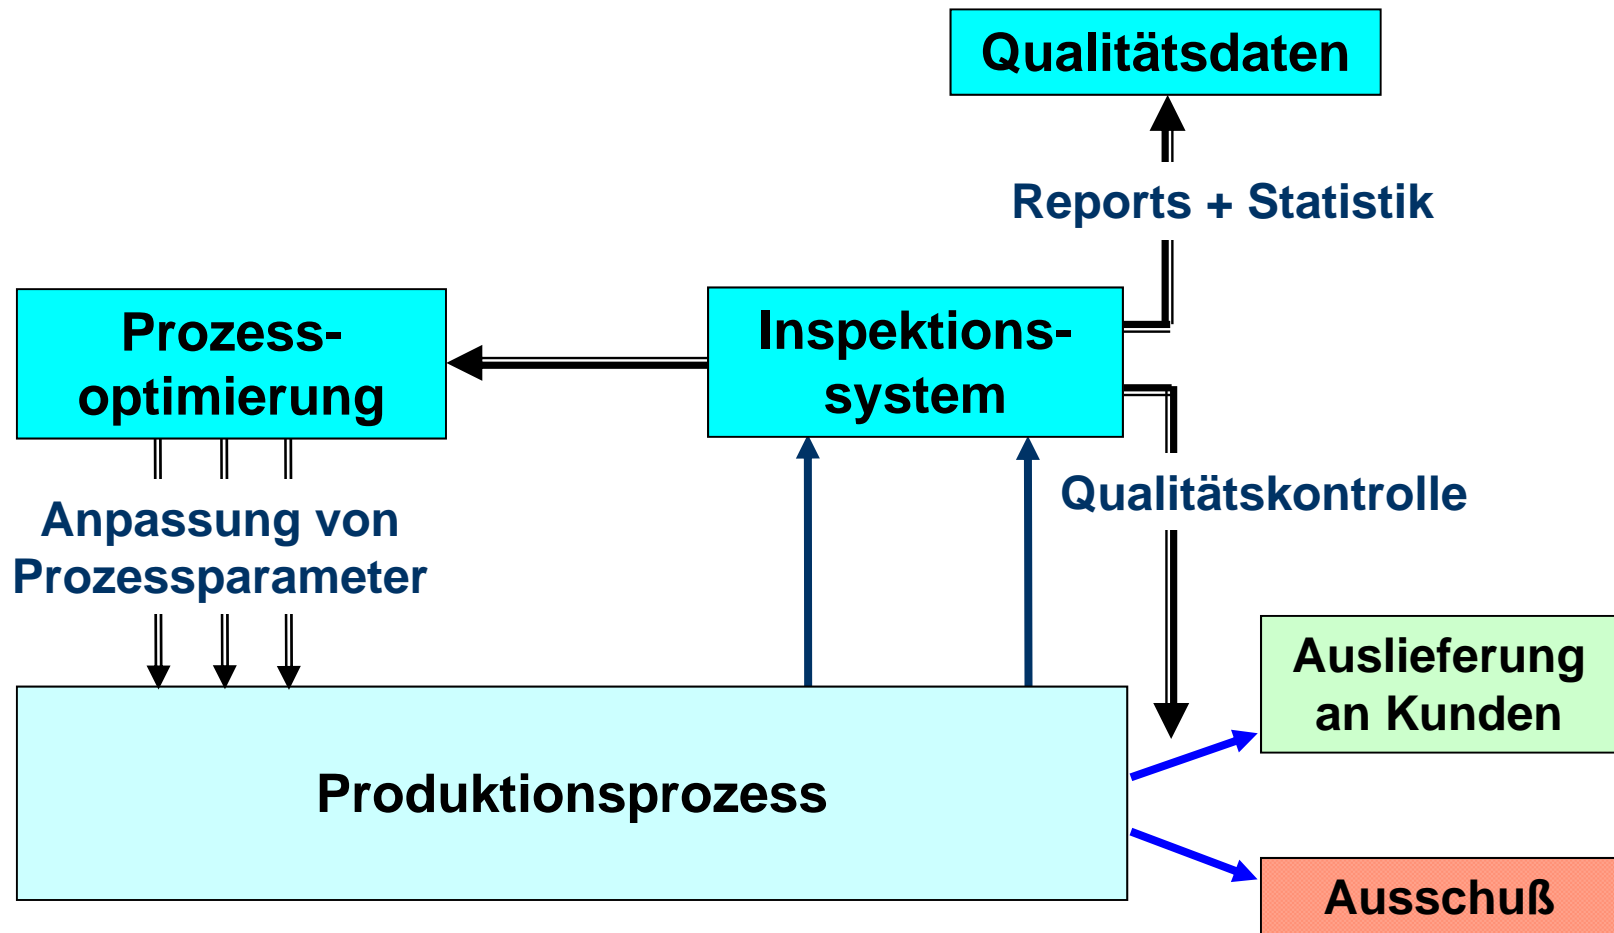 Qualitätsdaten
Reports + Statistik
Prozess-
optimierung
Inspektions-
system
Anpassung von
Prozessparameter
Qualitätskontrolle
Auslieferung
an Kunden
Produktionsprozess
Ausschuß